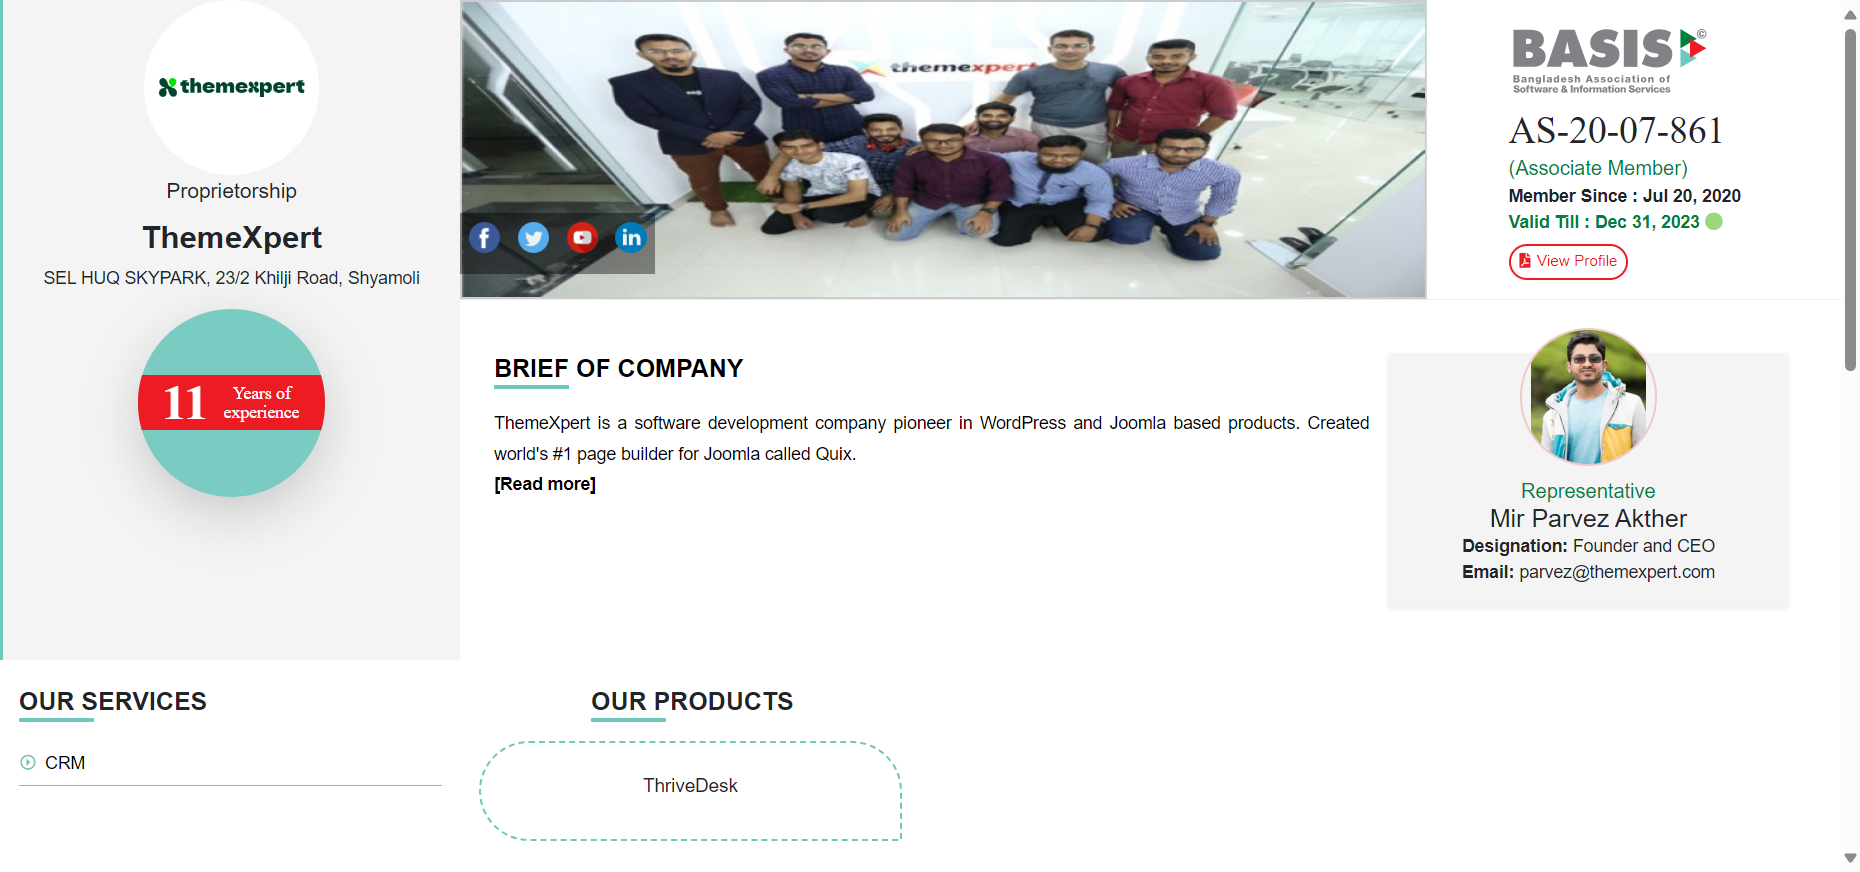 themexpert
Proprietorship
ThemeXpert
SEL HUQ SKYPARK, 23/2 Khilji Road, Shyamoli
11 Years of
experience
themexpert
f
in
BASIS©
Bangladesh Association of
Software & Information Services
AS-20-07-861
(Associate Member)
Member Since : Jul 20, 2020
Valid Till : Dec 31, 2023
View Profile
BRIEF OF COMPANY
ThemeXpert is a software development company pioneer in WordPress and Joomla based products. Created
world's #1 page builder for Joomla called Quix.
[Read more]
Representative
Mir Parvez Akther
Designation: Founder and CEO
Email: parvez@themexpert.com
OUR SERVICES
CRM
OUR PRODUCTS
ThriveDesk